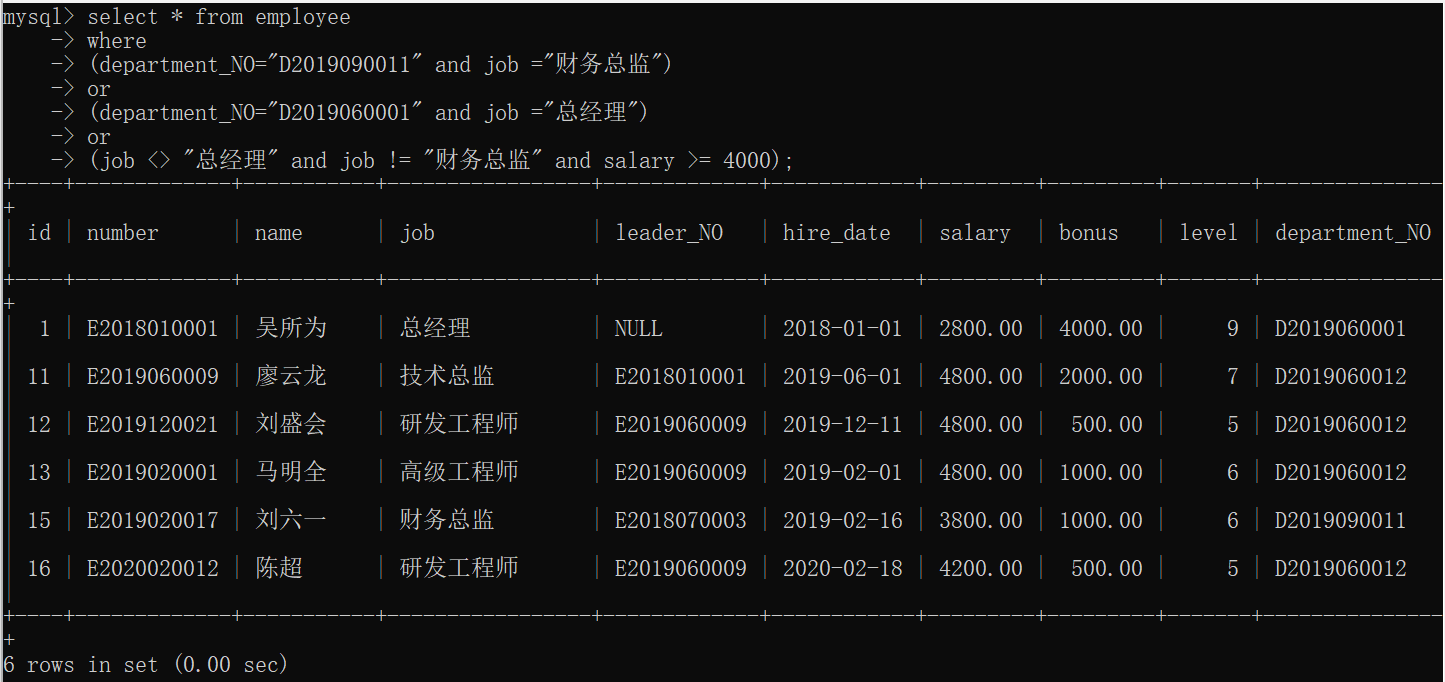 mysql> select * from employee
-> where
-> (department_NO="D2019090011" and job ="财务总监")
-> or
-> (department_NO="D2019060001" and job ="总经理")
-> or
-> (job <> "总经理" and job != "财务总监" and salary >= 4000);
+----+-------------+-----------+-----------------+-------------+------------+---------+---------+-------+---------------
+
| id | number | name | job | leader_NO | hire_date | salary | bonus | level | department_NO
|
+----+-------------+-----------+-----------------+-------------+------------+---------+---------+-------+---------------
+
| 1 | E2018010001 | 吴所为 | 总经理 | NULL | 2018-01-01 | 2800.00 | 4000.00 | 9 | D2019060001
| 11 | E2019060009 | 廖云龙 | 技术总监 | E2018010001 | 2019-06-01 | 4800.00 | 2000.00 | 7 | D2019060012
| 12 | E2019120021 | 刘盛会 | 研发工程师 | E2019060009 | 2019-12-11 | 4800.00 | 500.00 | 5 | D2019060012
| 13 | E2019020001 | 马明全 | 高级工程师 | E2019060009 | 2019-02-01 | 4800.00 | 1000.00 | 6 | D2019060012
| 15 | E2019020017 | 刘六一 | 财务总监 | E2018070003 | 2019-02-16 | 3800.00 | 1000.00 | 6 | D2019090011
| 16 | E2020020012 | 陈超 | 研发工程师 | E2019060009 | 2020-02-18 | 4200.00 | 500.00 | 5 | D2019060012
|
+----+-------------+-----------+-----------------+-------------+------------+---------+---------+-------+---------------
+
6 rows in set (0.00 sec)